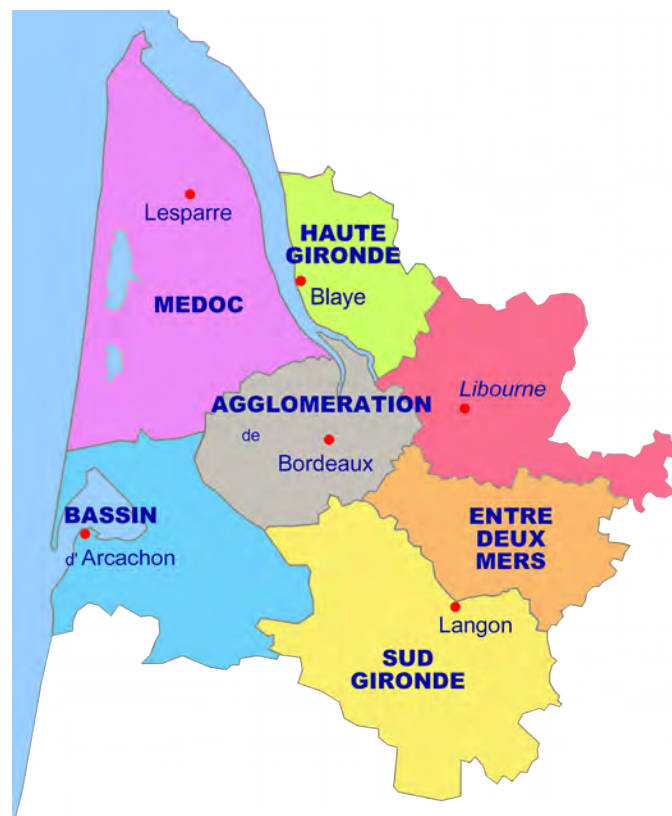 Lesparre
HAUTE
GIRONDE
Blaye
MEDOC
Libourne
AGGLOMERATION
de
Bordeaux
BASSIN
d' Arcachon
ENTRE
DEUX
MERS
Langon
SUD
GIRONDE